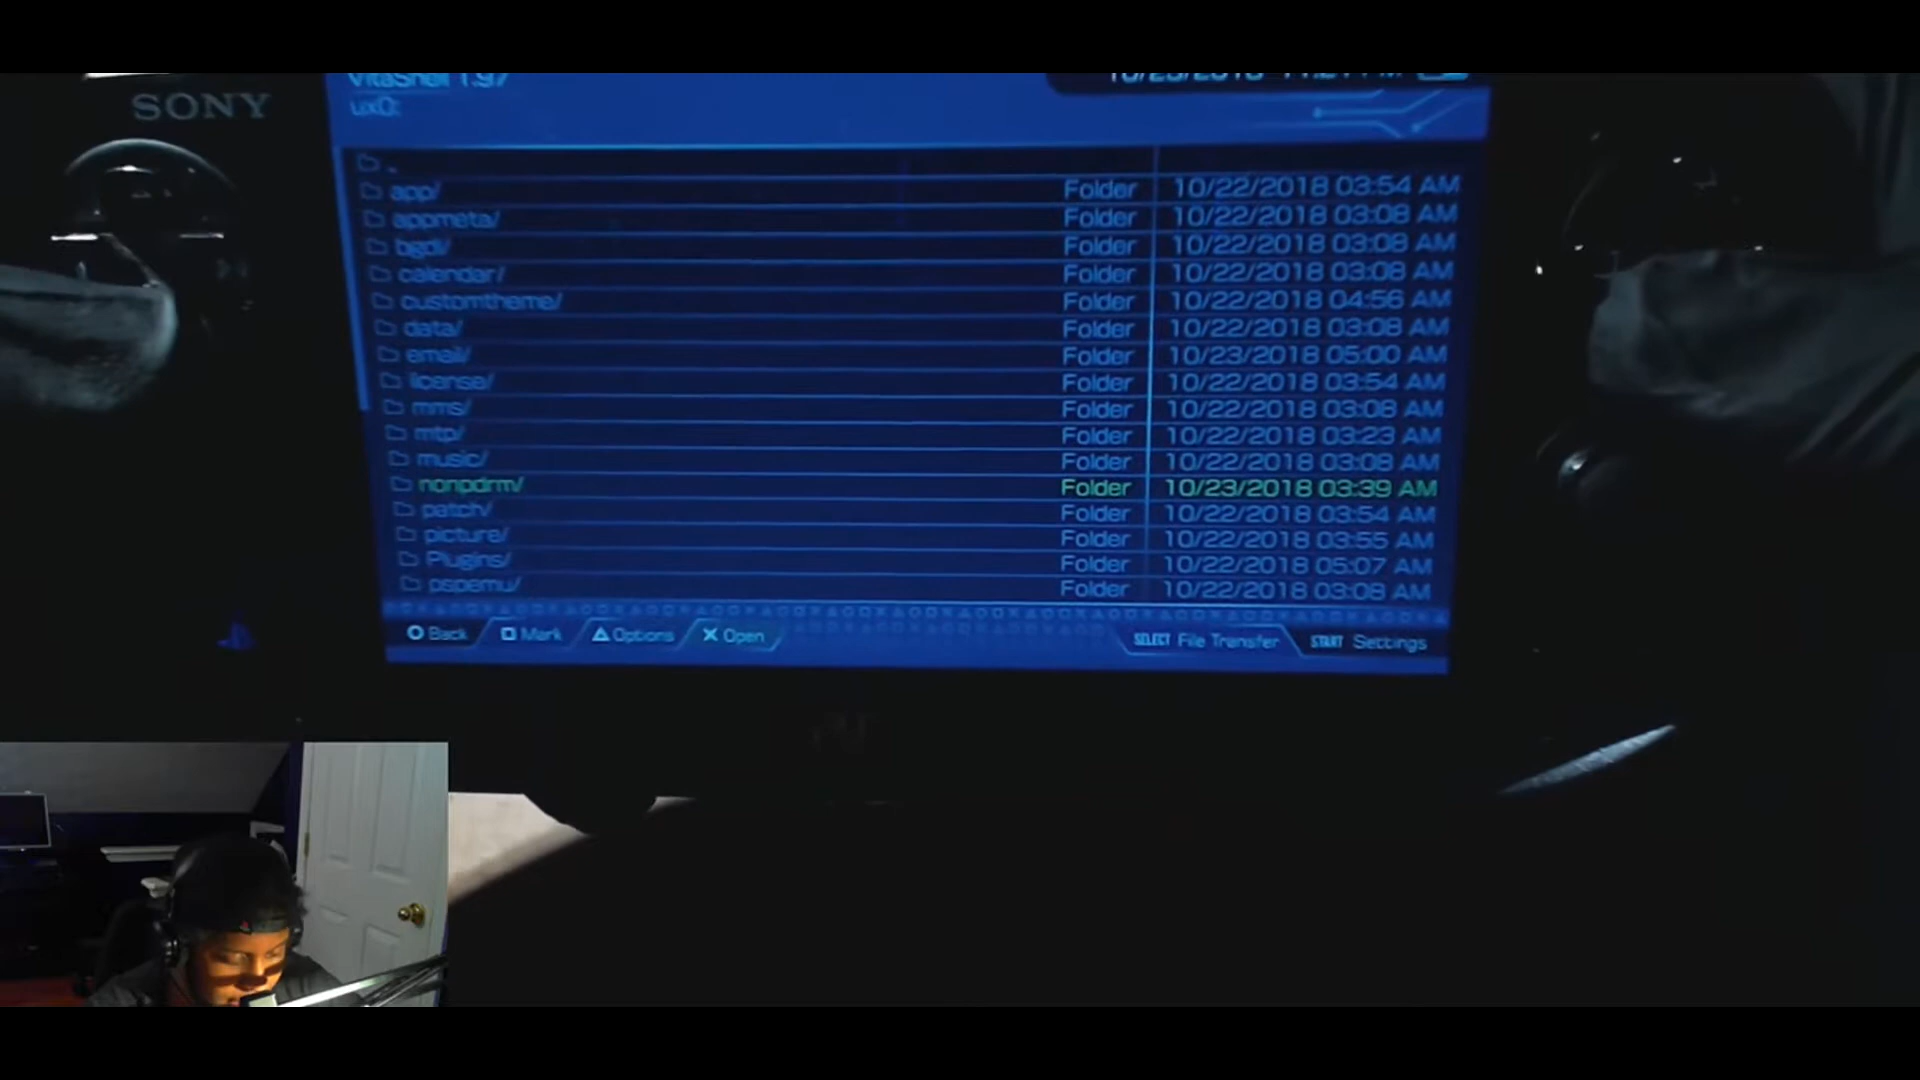 SONY
VitaShell 1.97
ux0:
..
app/ Folder 10/22/2018 03:54 AM
appmeta/ Folder 10/22/2018 03:08 AM
bgdl/ Folder 10/22/2018 03:08 AM
calendar/ Folder 10/22/2018 03:08 AM
customtheme/ Folder 10/22/2018 04:56 AM
data/ Folder 10/22/2018 03:08 AM
email/ Folder 10/23/2018 05:00 AM
license/ Folder 10/22/2018 03:54 AM
mms/ Folder 10/22/2018 03:08 AM
mtp/ Folder 10/22/2018 03:23 AM
music/ Folder 10/22/2018 03:08 AM
nonpdrm/ Folder 10/23/2018 03:39 AM
patch/ Folder 10/22/2018 03:54 AM
picture/ Folder 10/22/2018 03:55 AM
Plugins/ Folder 10/22/2018 05:07 AM
pspemu/ Folder 10/22/2018 03:08 AM
Back Mark Options Open SELECT File Transfer START Settings